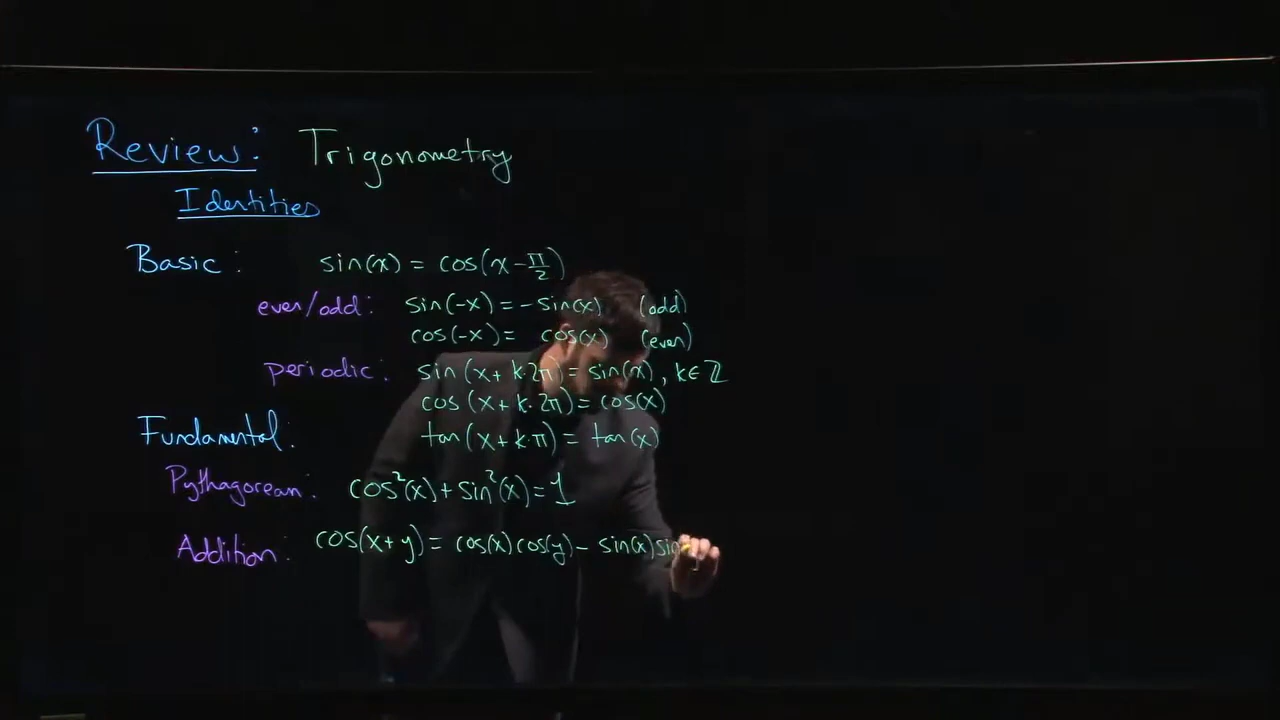 Review: Trigonometry
Identities
Basic: sin(x) = cos(x - π/2)
even/odd: sin(-x) = - sin(x) (odd)
cos(-x) = cos(x) (even)
periodic: sin(x + k·2π) = sin(x), k ∈ ℤ
cos(x + k·2π) = cos(x)
Fundamental: tan(x + k·π) = tan(x)
Pythagorean: cos²(x) + sin²(x) = 1
Addition: cos(x + y) = cos(x) cos(y) - sin(x) sin